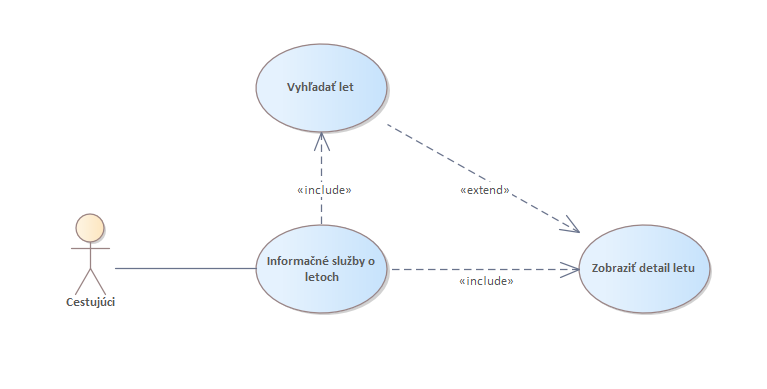 Vyhľadať let
«include»
«extend»
Informačné služby o
letoch
Zobraziť detail letu
«include»
Cestujúci